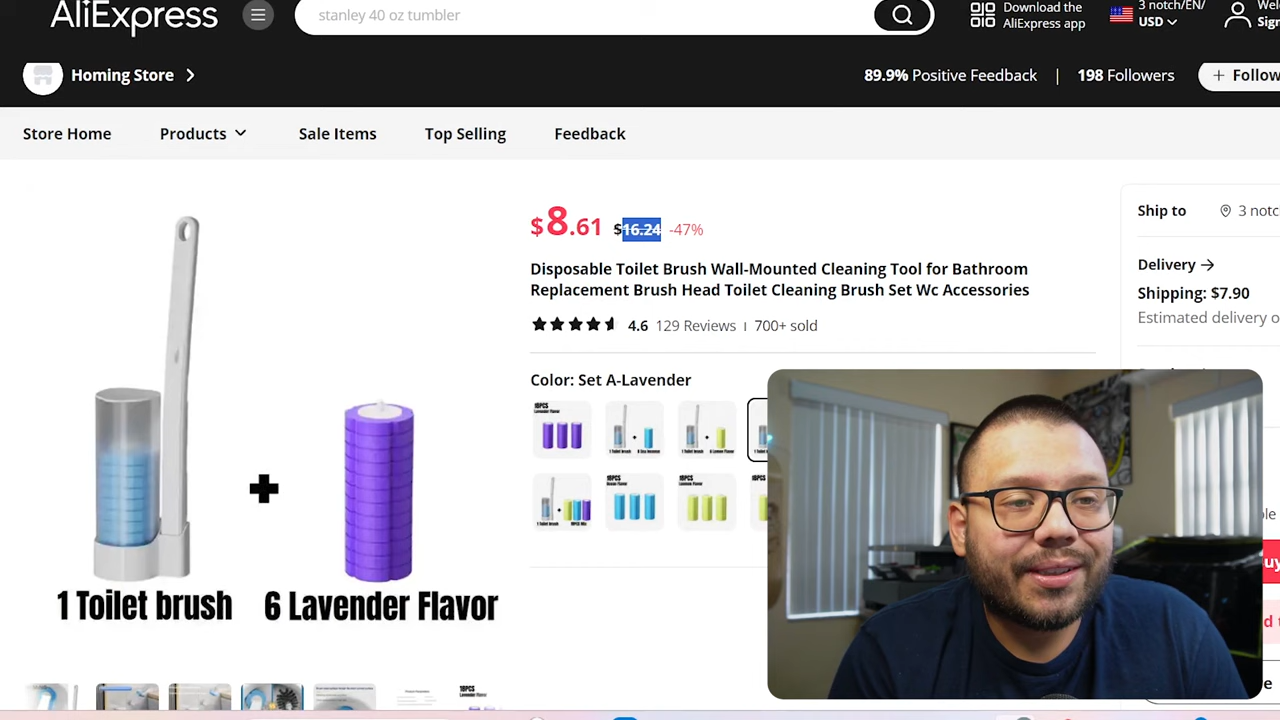 AliExpress
stanley 40 oz tumbler
Download the
AliExpress app
3 notch/EN/
USD
Wel
Sign
Homing Store
89.9% Positive Feedback | 198 Followers
+ Follow
Store Home
Products
Sale Items
Top Selling
Feedback
$8.61 $16.24 -47%
Disposable Toilet Brush Wall-Mounted Cleaning Tool for Bathroom
Replacement Brush Head Toilet Cleaning Brush Set Wc Accessories
4.6 129 Reviews | 700+ sold
Color: Set A-Lavender
Ship to
3 notc
Delivery
Shipping: $7.90
Estimated delivery o
1 Toilet brush
6 Lavender Flavor